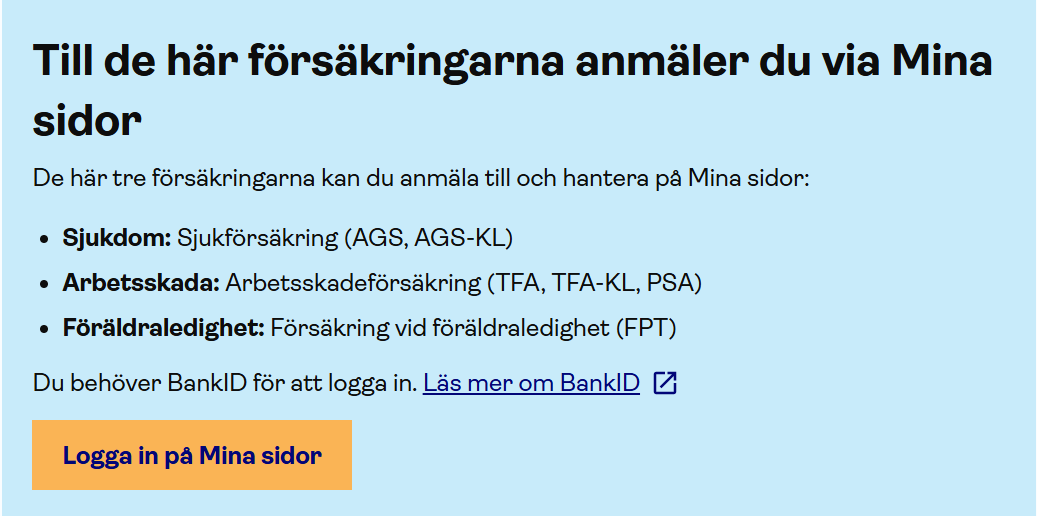 Till de här försäkringarna anmäler du via Mina
sidor
De här tre försäkringarna kan du anmäla till och hantera på Mina sidor:
• Sjukdom: Sjukförsäkring (AGS, AGS-KL)
• Arbetsskada: Arbetsskadeförsäkring (TFA, TFA-KL, PSA)
• Föräldraledighet: Försäkring vid föräldraledighet (FPT)
Du behöver BankID för att logga in. Läs mer om BankID
Logga in på Mina sidor